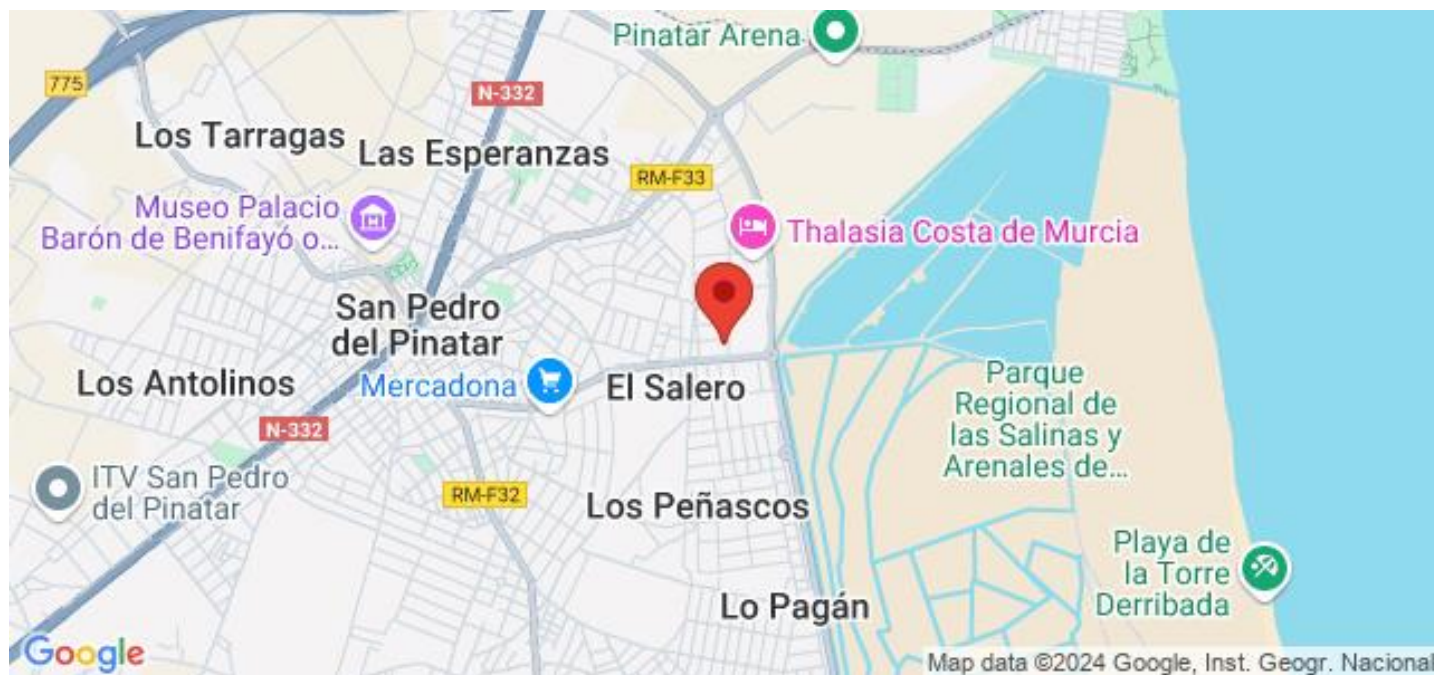 Pinatar Arena
775
N-332
Los Tarragas
Las Esperanzas
RM-F33
Museo Palacio
Barón de Benifayó o...
Thalasia Costa de Murcia
San Pedro
del Pinatar
Los Antolinos
Mercadona
El Salero
Parque
Regional de
las Salinas y
Arenales de...
N-332
ITV San Pedro
del Pinatar
RM-F32
Los Peñascos
Playa de
la Torre
Derribada
Lo Pagán
Google
Map data ©2024 Google, Inst. Geogr. Nacional